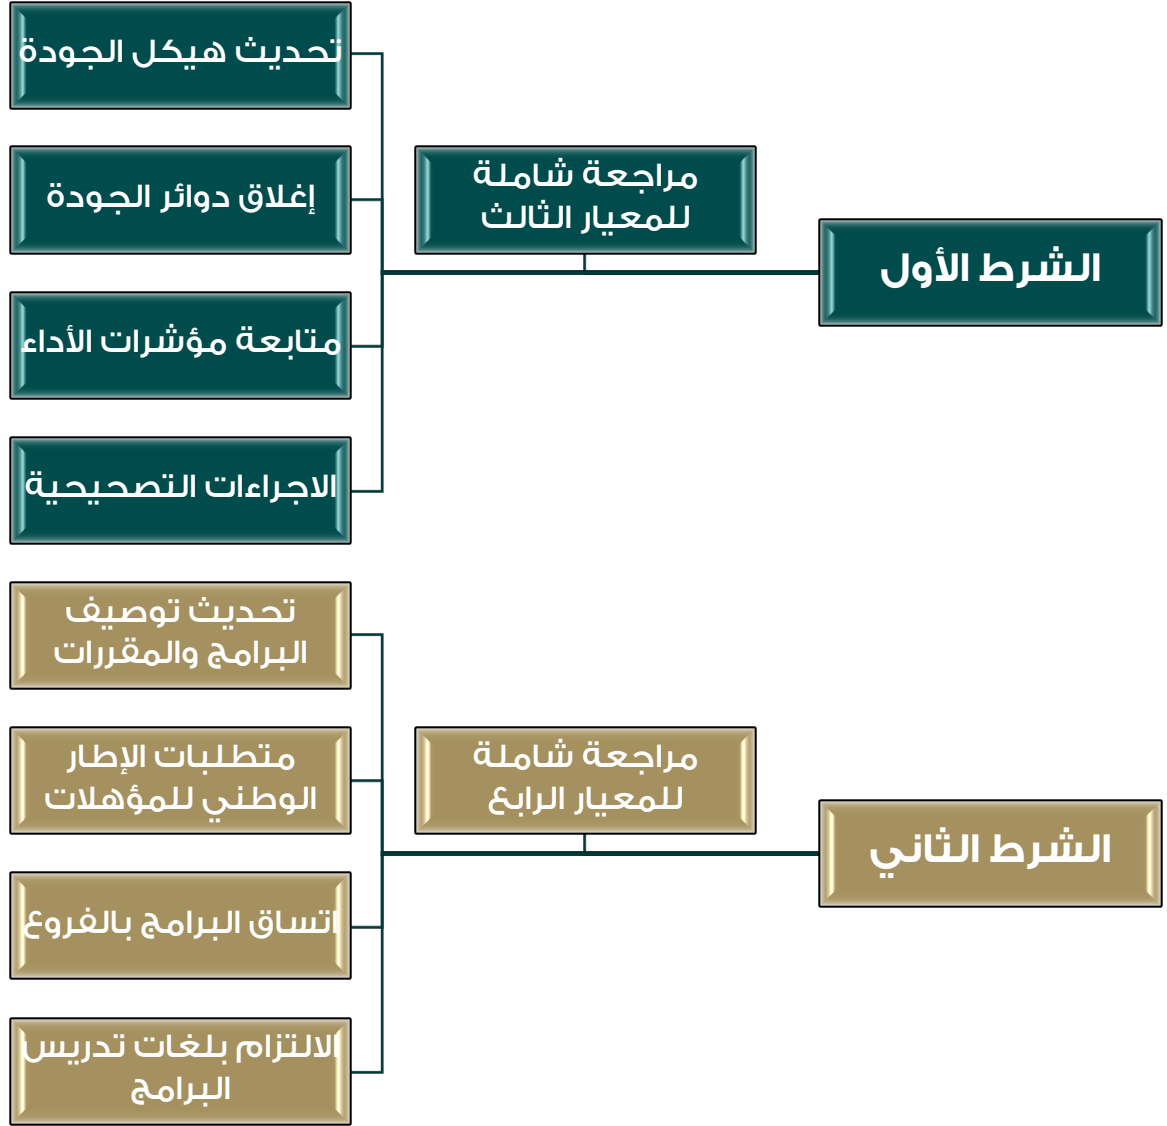 الشرط الأول
مراجعة شاملة
للمعيار الثالث
تحديث هيكل الجودة
إغلاق دوائر الجودة
متابعة مؤشرات الأداء
الاجراءات التصحيحية
الشرط الثاني
مراجعة شاملة
للمعيار الرابع
تحديث توصيف
البرامج والمقررات
متطلبات الإطار
الوطني للمؤهلات
اتساق البرامج بالفروع
الالتزام بلغات تدريس
البرامج